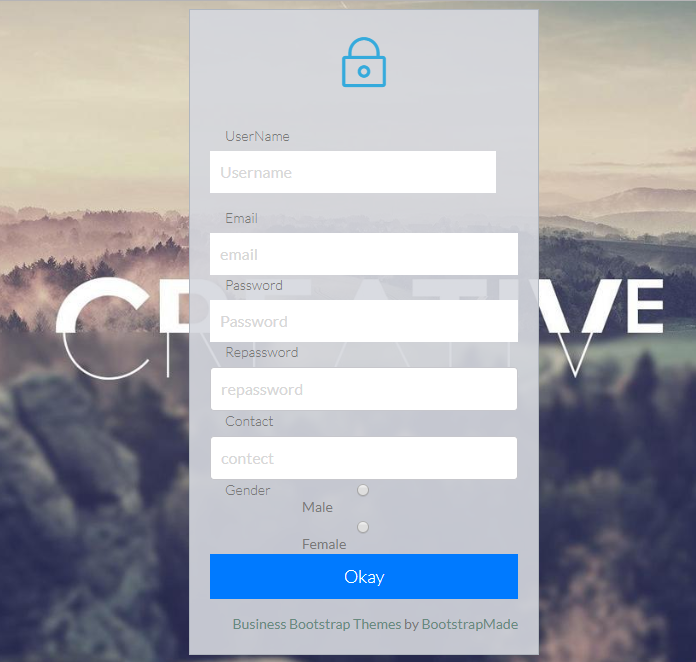 UserName
Username
Email
email
Password
Password
CREATIVE
Repassword
repassword
Contact
contect
Gender
Male
Female
Okay
Business Bootstrap Themes by BootstrapMade